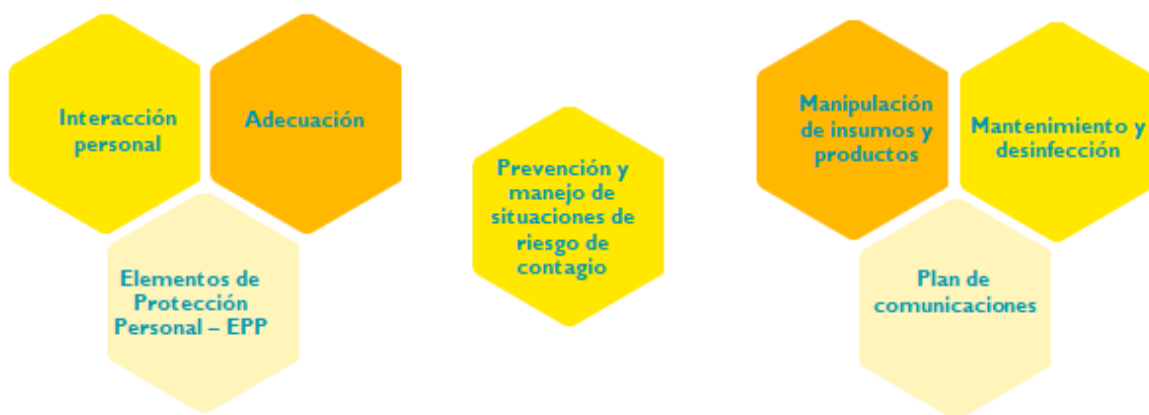 Interacción
personal
Adecuación
Elementos de
Protección
Personal – EPP
Prevención y
manejo de
situaciones de
riesgo de
contagio
Manipulación
de insumos y
productos
Mantenimiento y
desinfección
Plan de
comunicaciones